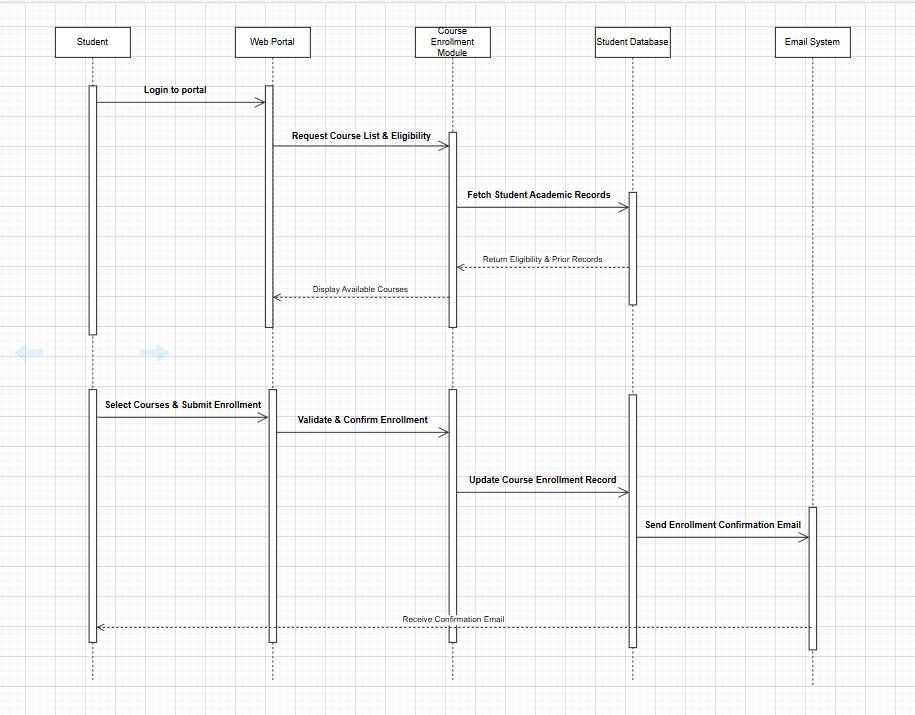 Student
Web Portal
Course
Enrollment
Module
Student Database
Email System
Login to portal
Request Course List & Eligibility
Fetch Student Academic Records
Return Eligibility & Prior Records
Display Available Courses
Select Courses & Submit Enrollment
Validate & Confirm Enrollment
Update Course Enrollment Record
Send Enrollment Confirmation Email
Receive Confirmation Email